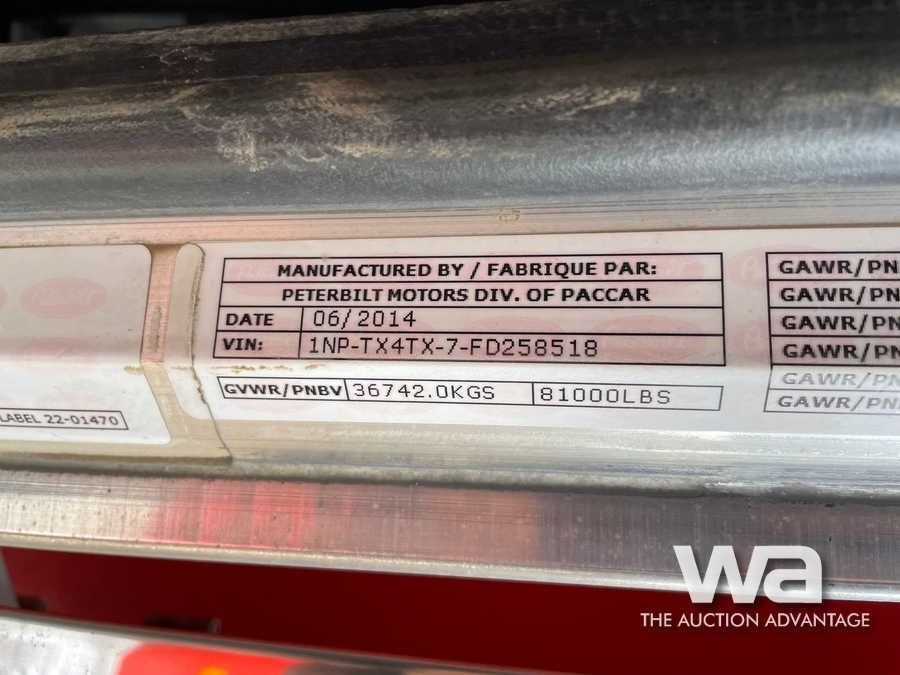 MANUFACTURED BY / FABRIQUE PAR:
PETERBILT MOTORS DIV. OF PACCAR
DATE 06/2014
VIN: 1NP-TX4TX-7-FD258518
GVWR/PNBV 36742.0KGS 81000LBS
LABEL 22-01470
GAWR/PN
GAWR/PN
GAWR/PN
GAWR/PN
GAWR/PN
GAWR/PN
wa
THE AUCTION ADVANTAGE